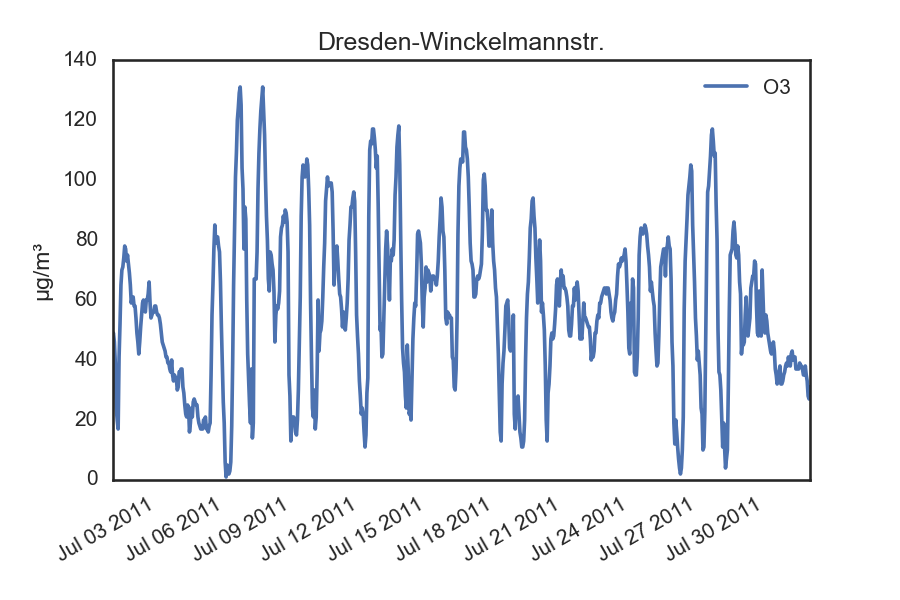 Dresden-Winckelmannstr.
140
120
100
80
60
40
20
0
µg/m³
O3
Jul 03 2011
Jul 06 2011
Jul 09 2011
Jul 12 2011
Jul 15 2011
Jul 18 2011
Jul 21 2011
Jul 24 2011
Jul 27 2011
Jul 30 2011